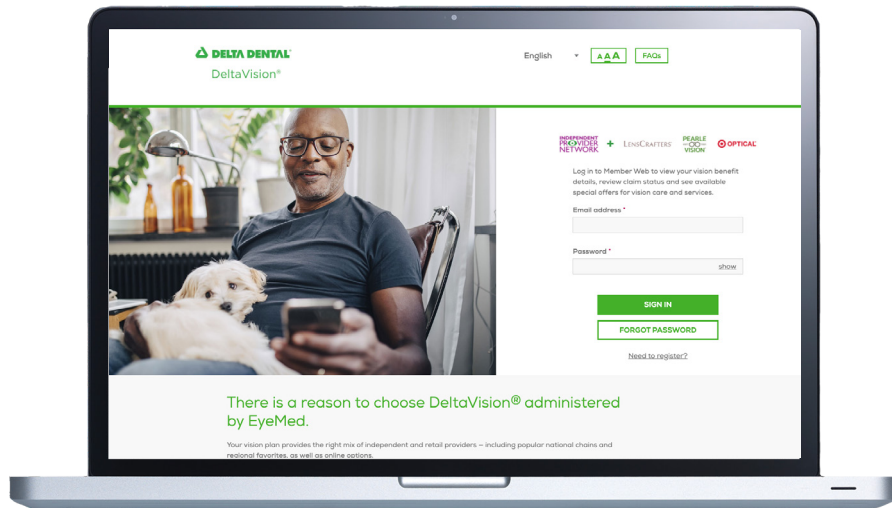 DELTA DENTAL®
DeltaVision®
English
A A A
FAQs
INDEPENDENT
PROVIDER
NETWORK
+
LENSCRAFTERS
PEARLE
VISION
OPTICAL
Log in to Member Web to view your vision benefit
details, review claim status and see available
special offers for vision care and services.
Email address *
Password *
show
SIGN IN
FORGOT PASSWORD
Need to register?
There is a reason to choose DeltaVision® administered
by EyeMed.
Your vision plan provides the right mix of independent and retail providers — including popular national chains and
regional favorites, as well as online options.